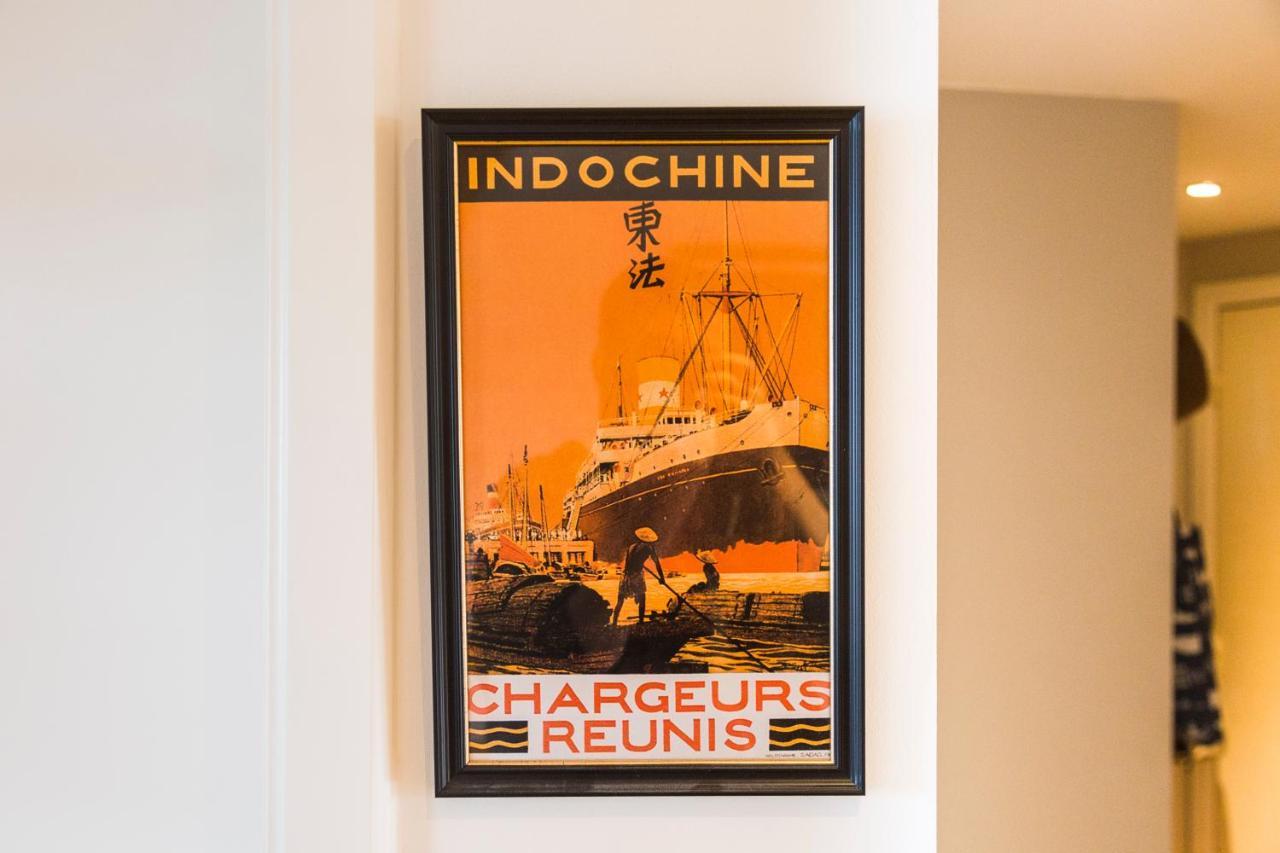 INDOCHINE
東
法
CHARGEURS
REUNIS